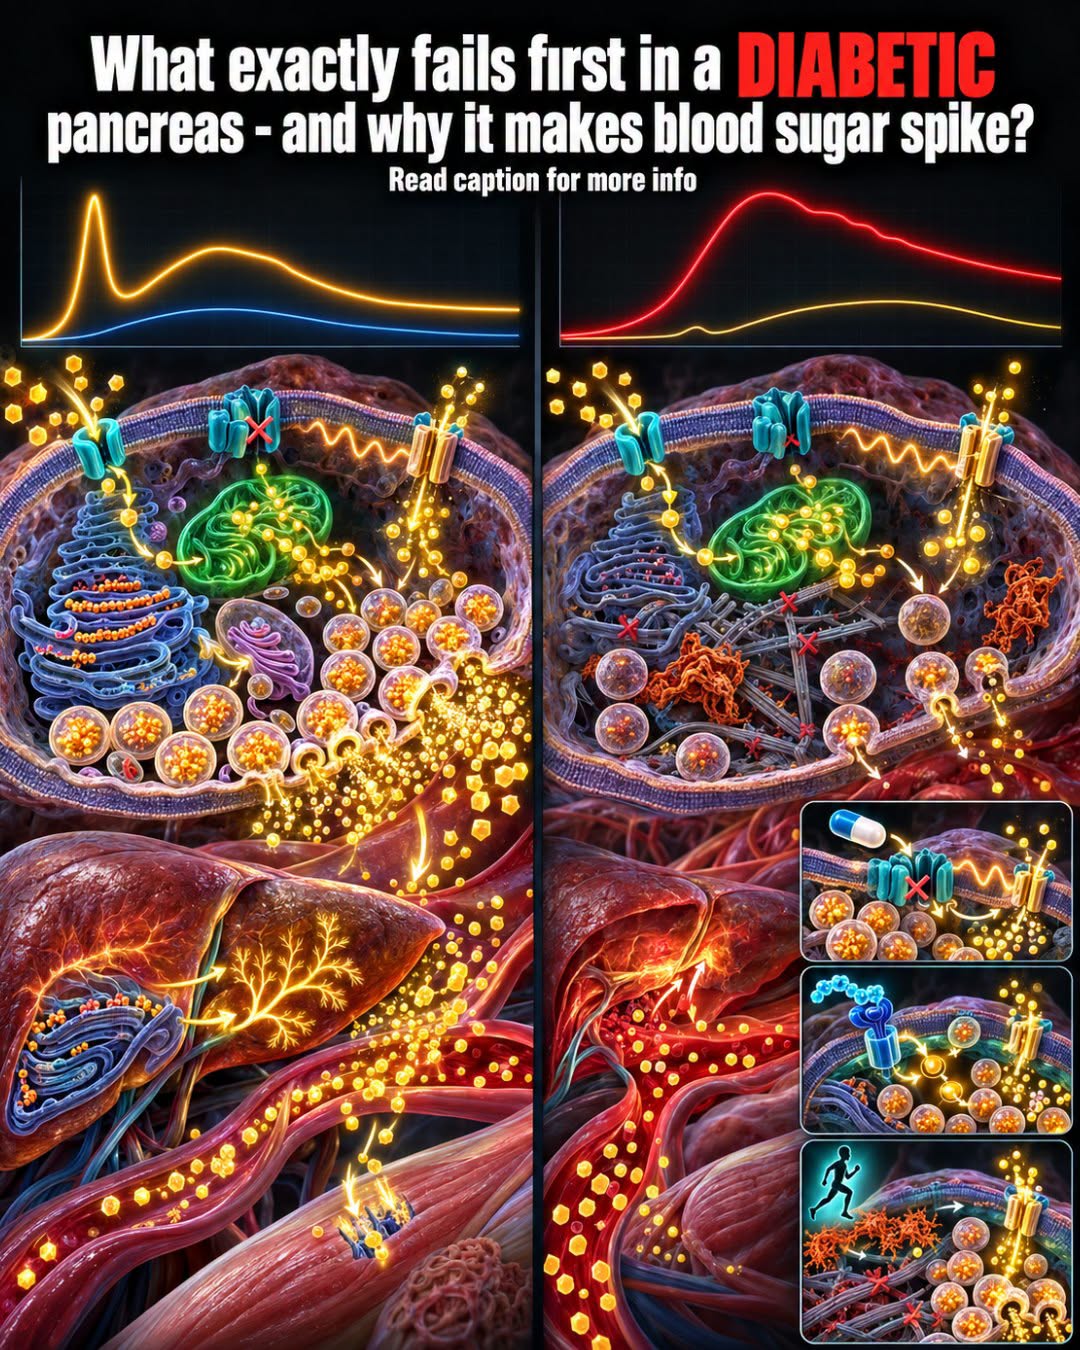 What exactly fails first in a DIABETIC
pancreas - and why it makes blood sugar spike?
Read caption for more info